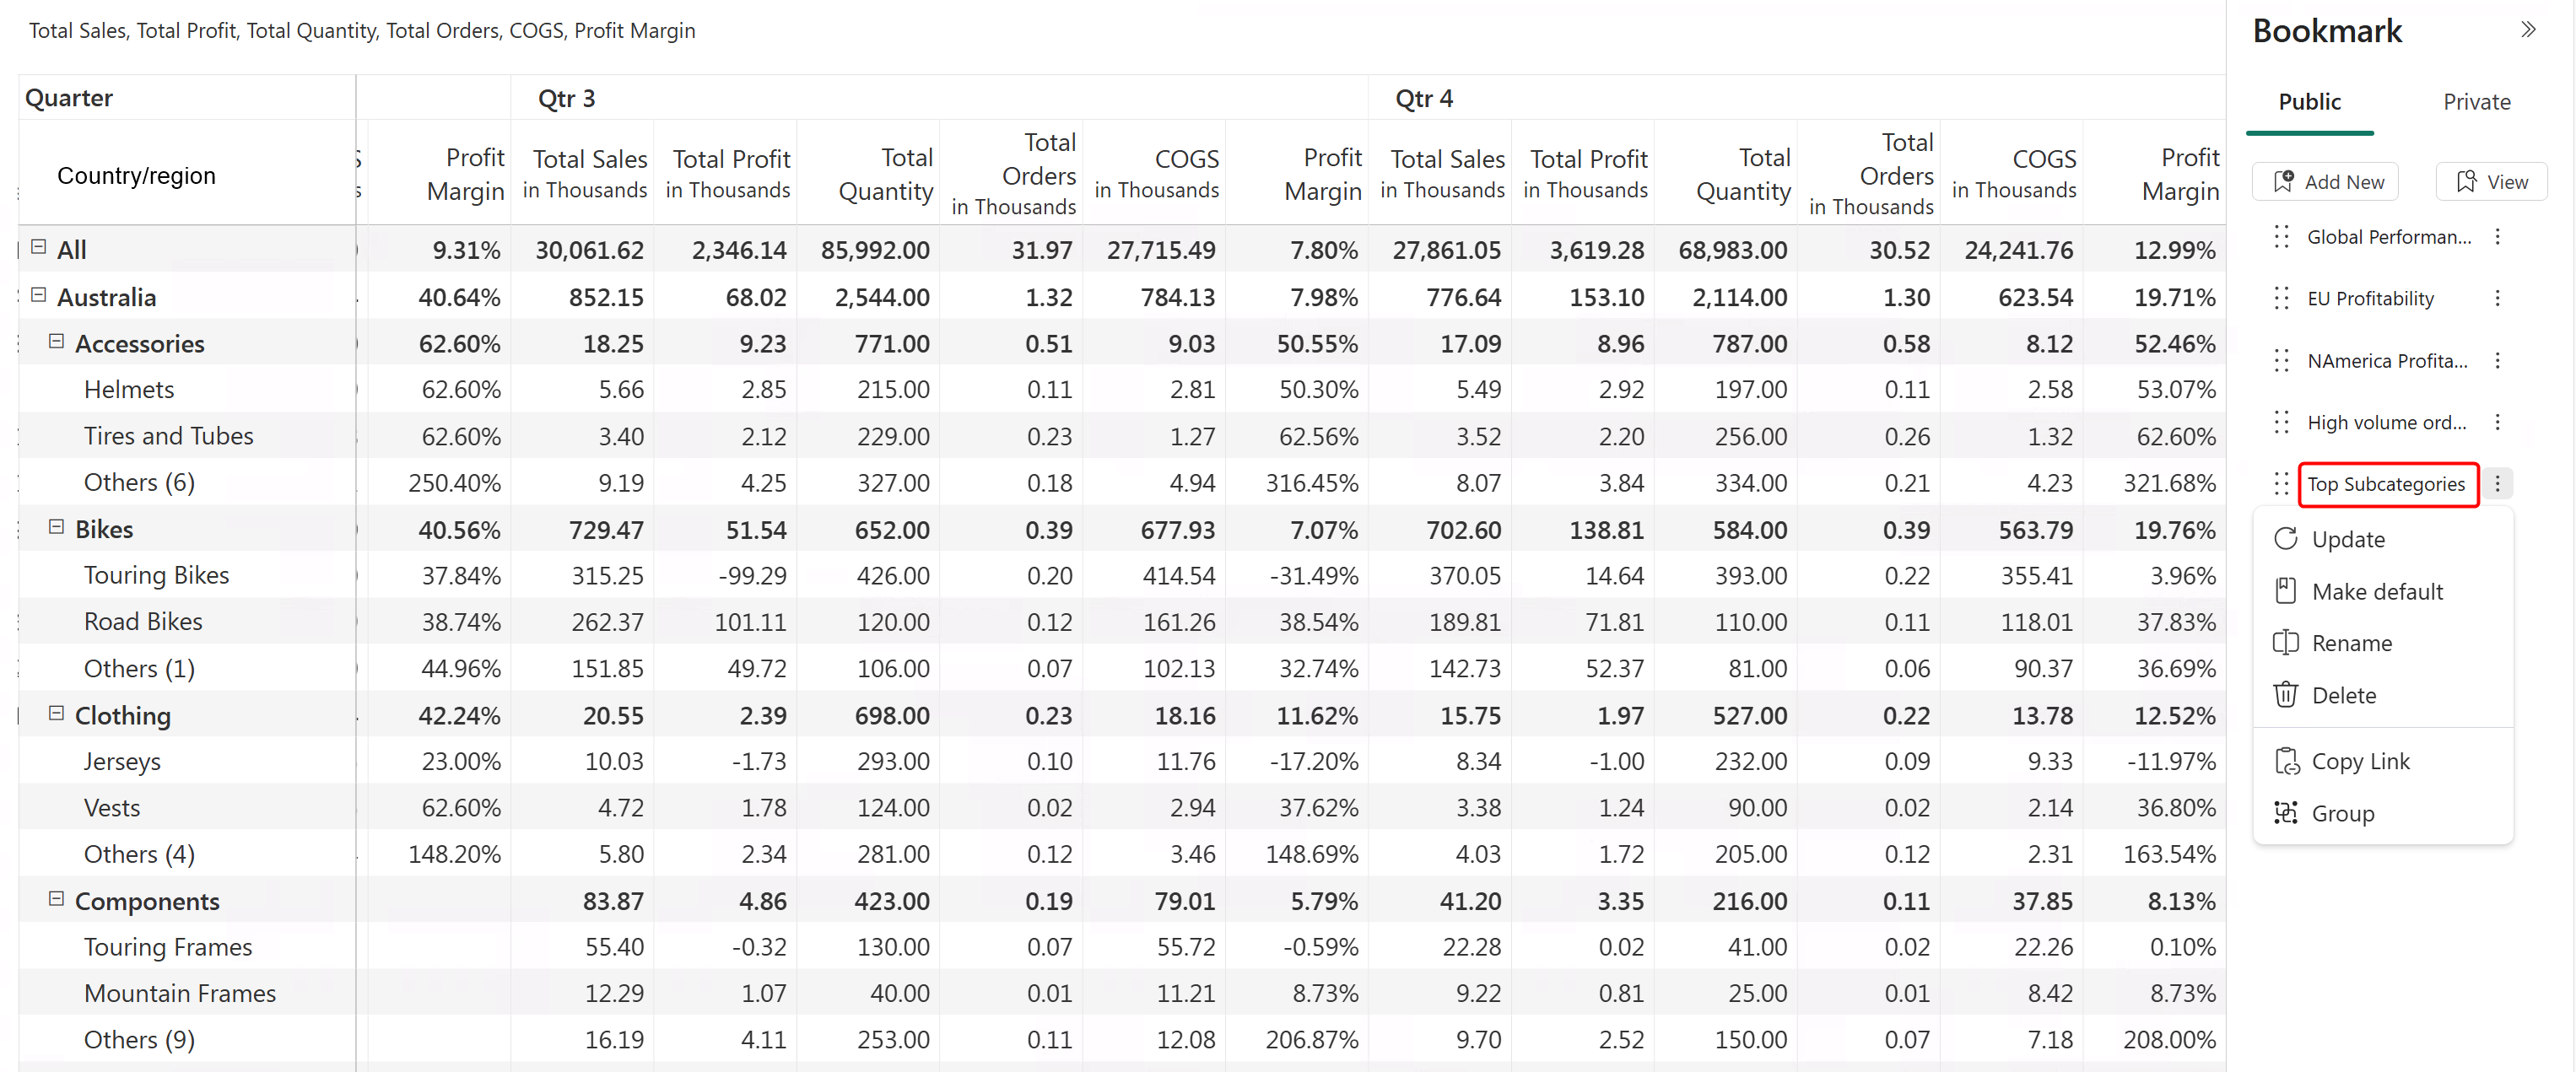 Total Sales, Total Profit, Total Quantity, Total Orders, COGS, Profit Margin
Quarter Qtr 3 Qtr 4
Country/region Profit Margin Total Sales in Thousands Total Profit in Thousands Total Quantity Total Orders in Thousands COGS in Thousands Profit Margin Total Sales in Thousands Total Profit in Thousands Total Quantity Total Orders in Thousands COGS in Thousands Profit Margin
All 9.31% 30,061.62 2,346.14 85,992.00 31.97 27,715.49 7.80% 27,861.05 3,619.28 68,983.00 30.52 24,241.76 12.99%
Australia 40.64% 852.15 68.02 2,544.00 1.32 784.13 7.98% 776.64 153.10 2,114.00 1.30 623.54 19.71%
Accessories 62.60% 18.25 9.23 771.00 0.51 9.03 50.55% 17.09 8.96 787.00 0.58 8.12 52.46%
Helmets 62.60% 5.66 2.85 215.00 0.11 2.81 50.30% 5.49 2.92 197.00 0.11 2.58 53.07%
Tires and Tubes 62.60% 3.40 2.12 229.00 0.23 1.27 62.56% 3.52 2.20 256.00 0.26 1.32 62.60%
Others (6) 250.40% 9.19 4.25 327.00 0.18 4.94 316.45% 8.07 3.84 334.00 0.21 4.23 321.68%
Bikes 40.56% 729.47 51.54 652.00 0.39 677.93 7.07% 702.60 138.81 584.00 0.39 563.79 19.76%
Touring Bikes 37.84% 315.25 -99.29 426.00 0.20 414.54 -31.49% 370.05 14.64 393.00 0.22 355.41 3.96%
Road Bikes 38.74% 262.37 101.11 120.00 0.12 161.26 38.54% 189.81 71.81 110.00 0.11 118.01 37.83%
Others (1) 44.96% 151.85 49.72 106.00 0.07 102.13 32.74% 142.73 52.37 81.00 0.06 90.37 36.69%
Clothing 42.24% 20.55 2.39 698.00 0.23 18.16 11.62% 15.75 1.97 527.00 0.22 13.78 12.52%
Jerseys 23.00% 10.03 -1.73 293.00 0.10 11.76 -17.20% 8.34 -1.00 232.00 0.09 9.33 -11.97%
Vests 62.60% 4.72 1.78 124.00 0.02 2.94 37.62% 3.38 1.24 90.00 0.02 2.14 36.80%
Others (4) 148.20% 5.80 2.34 281.00 0.12 3.46 148.69% 4.03 1.72 205.00 0.12 2.31 163.54%
Components 83.87 4.86 423.00 0.19 79.01 5.79% 41.20 3.35 216.00 0.11 37.85 8.13%
Touring Frames 55.40 -0.32 130.00 0.07 55.72 -0.59% 22.28 0.02 41.00 0.02 22.26 0.10%
Mountain Frames 12.29 1.07 40.00 0.01 11.21 8.73% 9.22 0.81 25.00 0.01 8.42 8.73%
Others (9) 16.19 4.11 253.00 0.11 12.08 206.87% 9.70 2.52 150.00 0.07 7.18 208.00%
Bookmark
Public Private
Add New View
Global Performan...
EU Profitability
NAmerica Profita...
High volume ord...
Top Subcategories
Update
Make default
Rename
Delete
Copy Link
Group